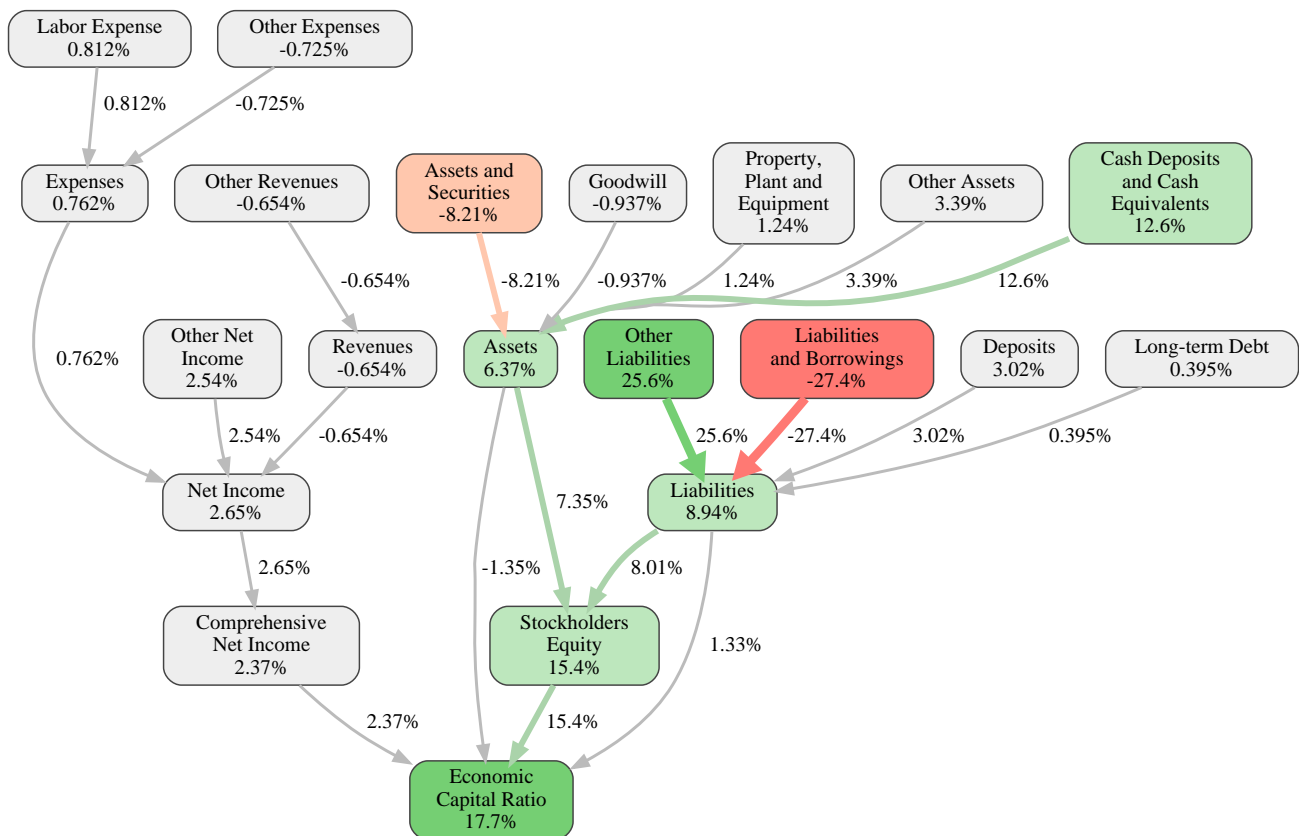 Labor Expense
0.812%
Other Expenses
-0.725%
0.812%
-0.725%
Expenses
0.762%
Other Revenues
-0.654%
Assets and
Securities
-8.21%
Goodwill
-0.937%
Property,
Plant and
Equipment
1.24%
Other Assets
3.39%
Cash Deposits
and Cash
Equivalents
12.6%
-0.654%
-8.21%
-0.937%
1.24%
3.39%
12.6%
0.762%
Other Net
Income
2.54%
Revenues
-0.654%
Assets
6.37%
Other
Liabilities
25.6%
Liabilities
and Borrowings
-27.4%
Deposits
3.02%
Long-term Debt
0.395%
2.54%
-0.654%
25.6%
-27.4%
3.02%
0.395%
Net Income
2.65%
7.35%
Liabilities
8.94%
2.65%
-1.35%
8.01%
Comprehensive
Net Income
2.37%
Stockholders
Equity
15.4%
1.33%
2.37%
15.4%
Economic
Capital Ratio
17.7%